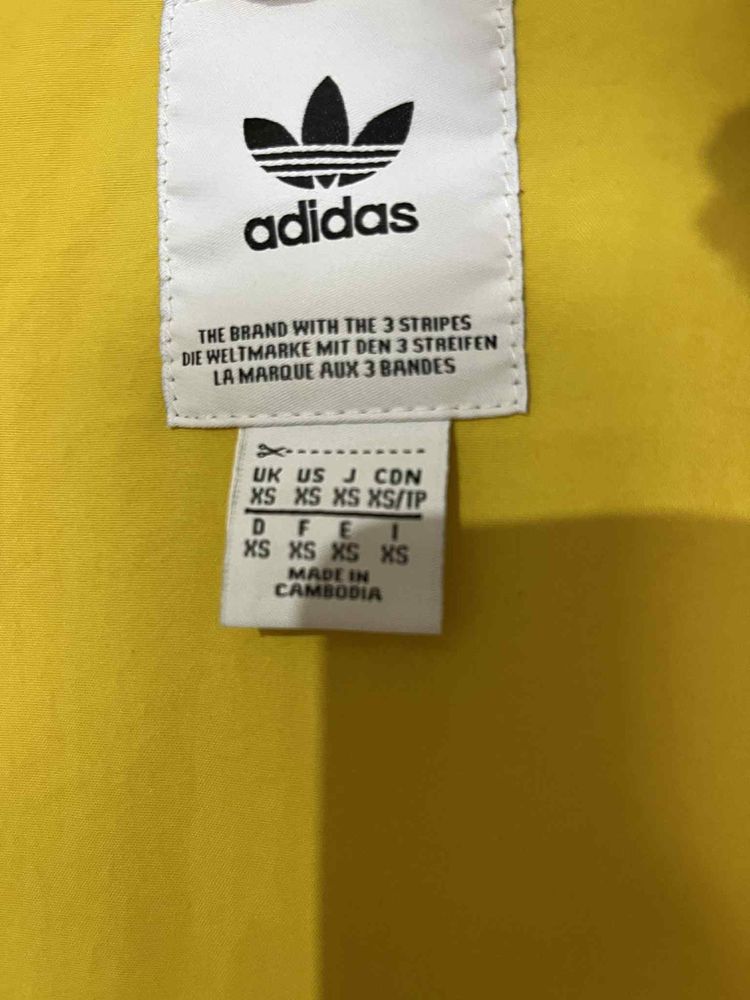 adidas
THE BRAND WITH THE 3 STRIPES
DIE WELTMARKE MIT DEN 3 STREIFEN
LA MARQUE AUX 3 BANDES
UK US J CDN
XS XS XS XS/TP
D F E I
XS XS XS XS
MADE IN
CAMBODIA